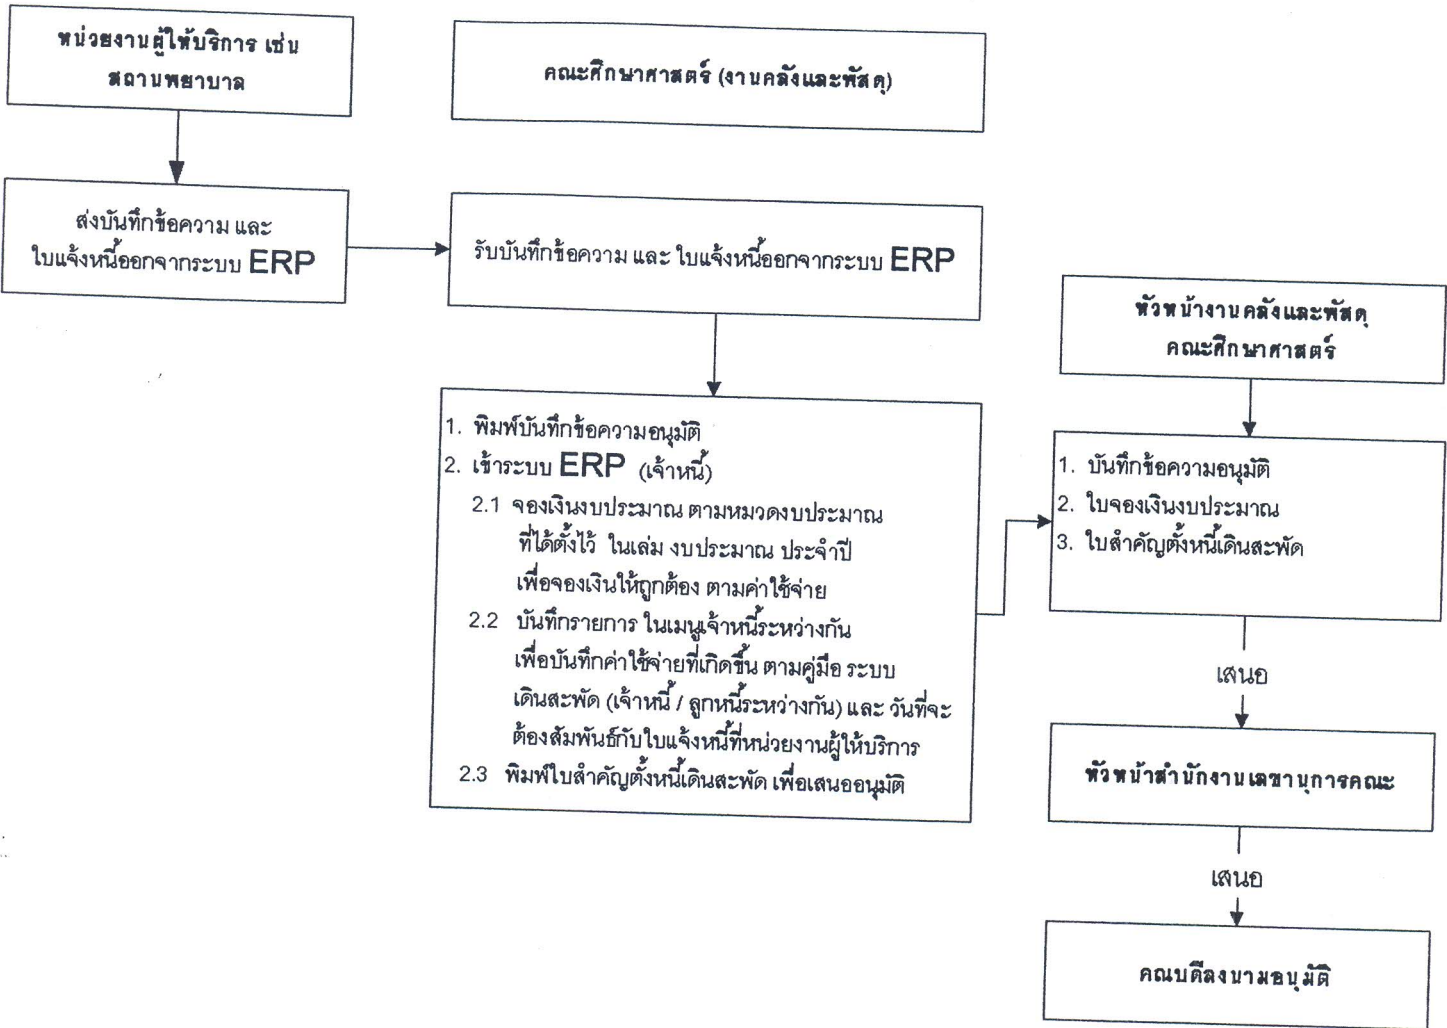 หน่วยงานผู้ให้บริการ เช่น
สถานพยาบาล
คณะศึกษาศาสตร์ (งานคลังและพัสดุ)
ส่งบันทึกข้อความ และ
ใบแจ้งหนี้ออกจากระบบ ERP
รับบันทึกข้อความ และ ใบแจ้งหนี้ออกจากระบบ ERP
1. พิมพ์บันทึกข้อความอนุมัติ
2. เข้าระบบ ERP (เจ้าหนี้)
2.1 จองเงินงบประมาณ ตามหมวดงบประมาณ
ที่ได้ตั้งไว้ ในเล่ม งบประมาณ ประจำปี
เพื่อจองเงินให้ถูกต้อง ตามค่าใช้จ่าย
2.2 บันทึกรายการ ในเมนูเจ้าหนี้ระหว่างกัน
เพื่อบันทึกค่าใช้จ่ายที่เกิดขึ้น ตามคู่มือ ระบบ
เดินสะพัด (เจ้าหนี้ / ลูกหนี้ระหว่างกัน) และ วันที่จะ
ต้องสัมพันธ์กับใบแจ้งหนี้ที่หน่วยงานผู้ให้บริการ
2.3 พิมพ์ใบสำคัญตั้งหนี้เดินสะพัด เพื่อเสนออนุมัติ
หัวหน้างานคลังและพัสดุ
คณะศึกษาศาสตร์
1. บันทึกข้อความอนุมัติ
2. ใบจองเงินงบประมาณ
3. ใบสำคัญตั้งหนี้เดินสะพัด
เสนอ
หัวหน้าสำนักงานเลขานุการคณะ
เสนอ
คณบดีลงนามอนุมัติ